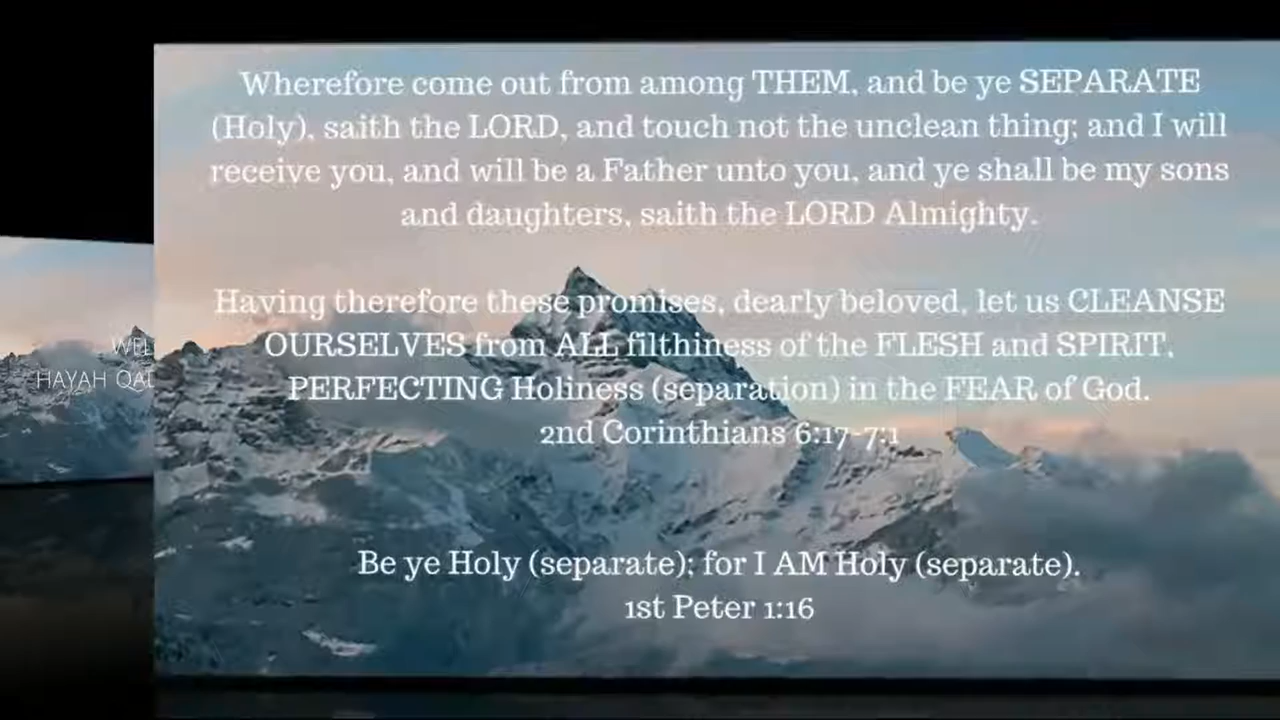 Wherefore come out from among THEM, and be ye SEPARATE
(Holy), saith the LORD, and touch not the unclean thing; and I will
receive you, and will be a Father unto you, and ye shall be my sons
and daughters, saith the LORD Almighty.
Having therefore these promises, dearly beloved, let us CLEANSE
OURSELVES from ALL filthiness of the FLESH and SPIRIT,
PERFECTING Holiness (separation) in the FEAR of God.
2nd Corinthians 6:17-7:1
Be ye Holy (separate); for I AM Holy (separate).
1st Peter 1:16
HAYAH